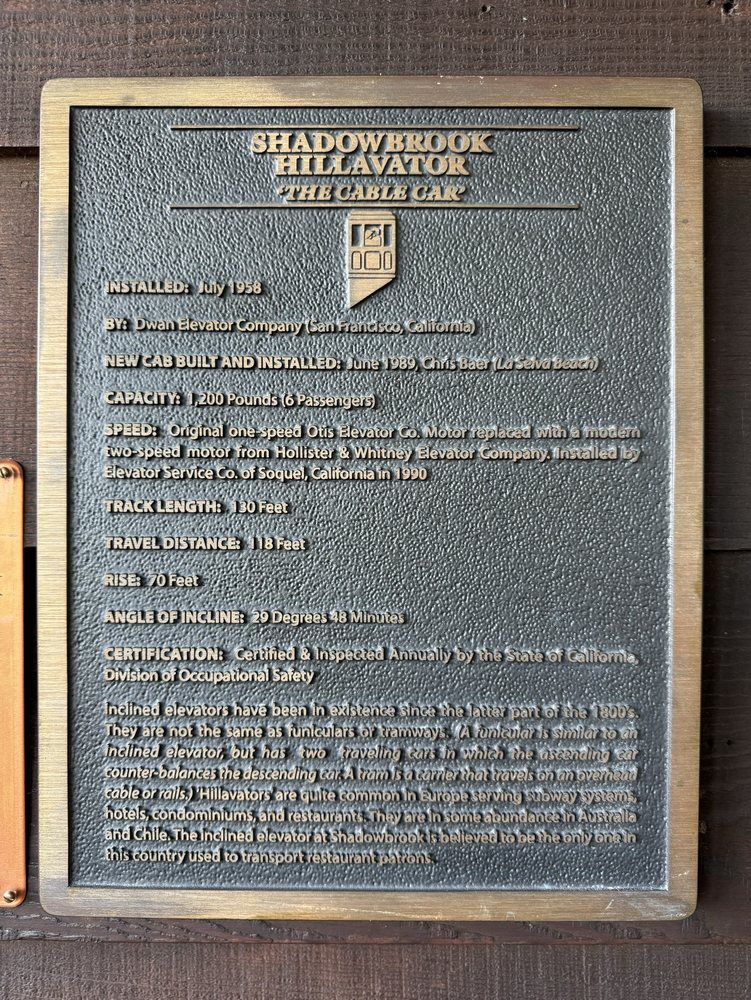 SHADOWBROOK
HILLAVATOR
'THE CABLE CAR'
INSTALLED: July 1958
BY: Dwan Elevator Company (San Francisco, California)
NEW CAB BUILT AND INSTALLED: June 1989, Chris Baer (La Selva Beach)
CAPACITY: 1,200 Pounds (6 Passengers)
SPEED: Original one-speed Otis Elevator Co. Motor replaced with a modern
two-speed motor from Hollister & Whitney Elevator Company. Installed by
Elevator Service Co. of Soquel, California in 1990
TRACK LENGTH: 130 Feet
TRAVEL DISTANCE: 118 Feet
RISE: 70 Feet
ANGLE OF INCLINE: 29 Degrees 48 Minutes
CERTIFICATION: Certified & Inspected Annually by the State of California,
Division of Occupational Safety
Inclined elevators have been in existence since the latter part of the 1800's.
They are not the same as funiculars or tramways. (A funicular is similar to an
inclined elevator, but has 'two' traveling cars in which the ascending car
counter-balances the descending car. A tram is a carrier that travels on an overhead
cable or rails.) 'Hillavators' are quite common in Europe serving subway systems,
hotels, condominiums, and restaurants. They are in some abundance in Australia
and Chile. The inclined elevator at Shadowbrook is believed to be the only one in
this country used to transport restaurant patrons.